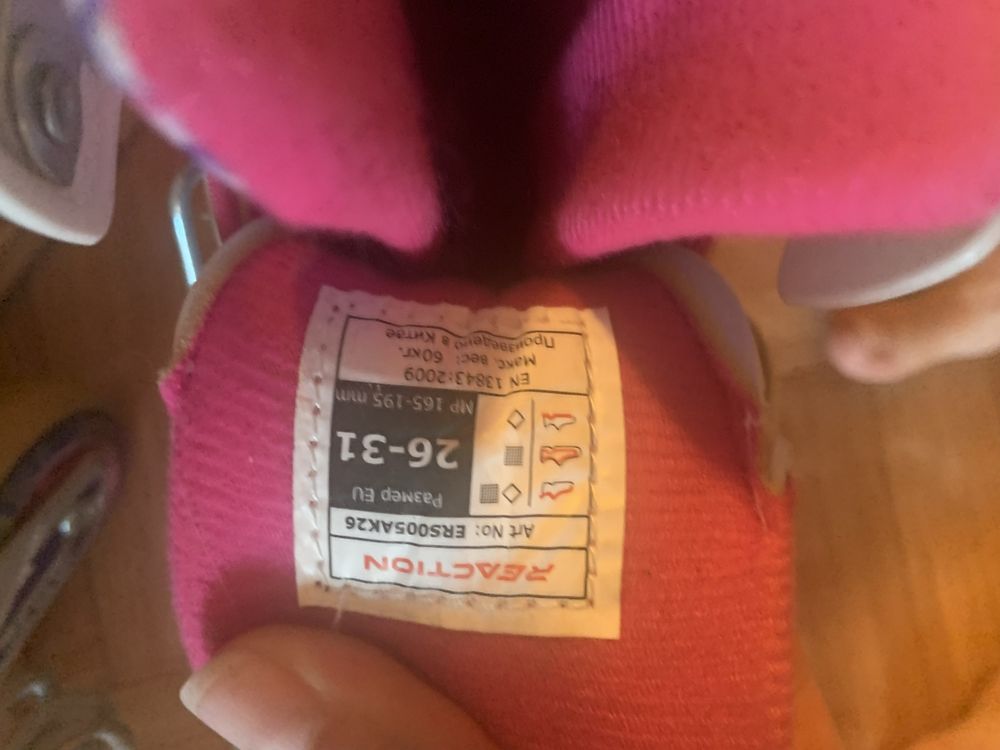 REACTION
Art No: ERS005AK26
Размер EU
26-31
MP 165-195 mm
EN 13843:2009
Макс. вес: 60кг.
Произведено в Китае